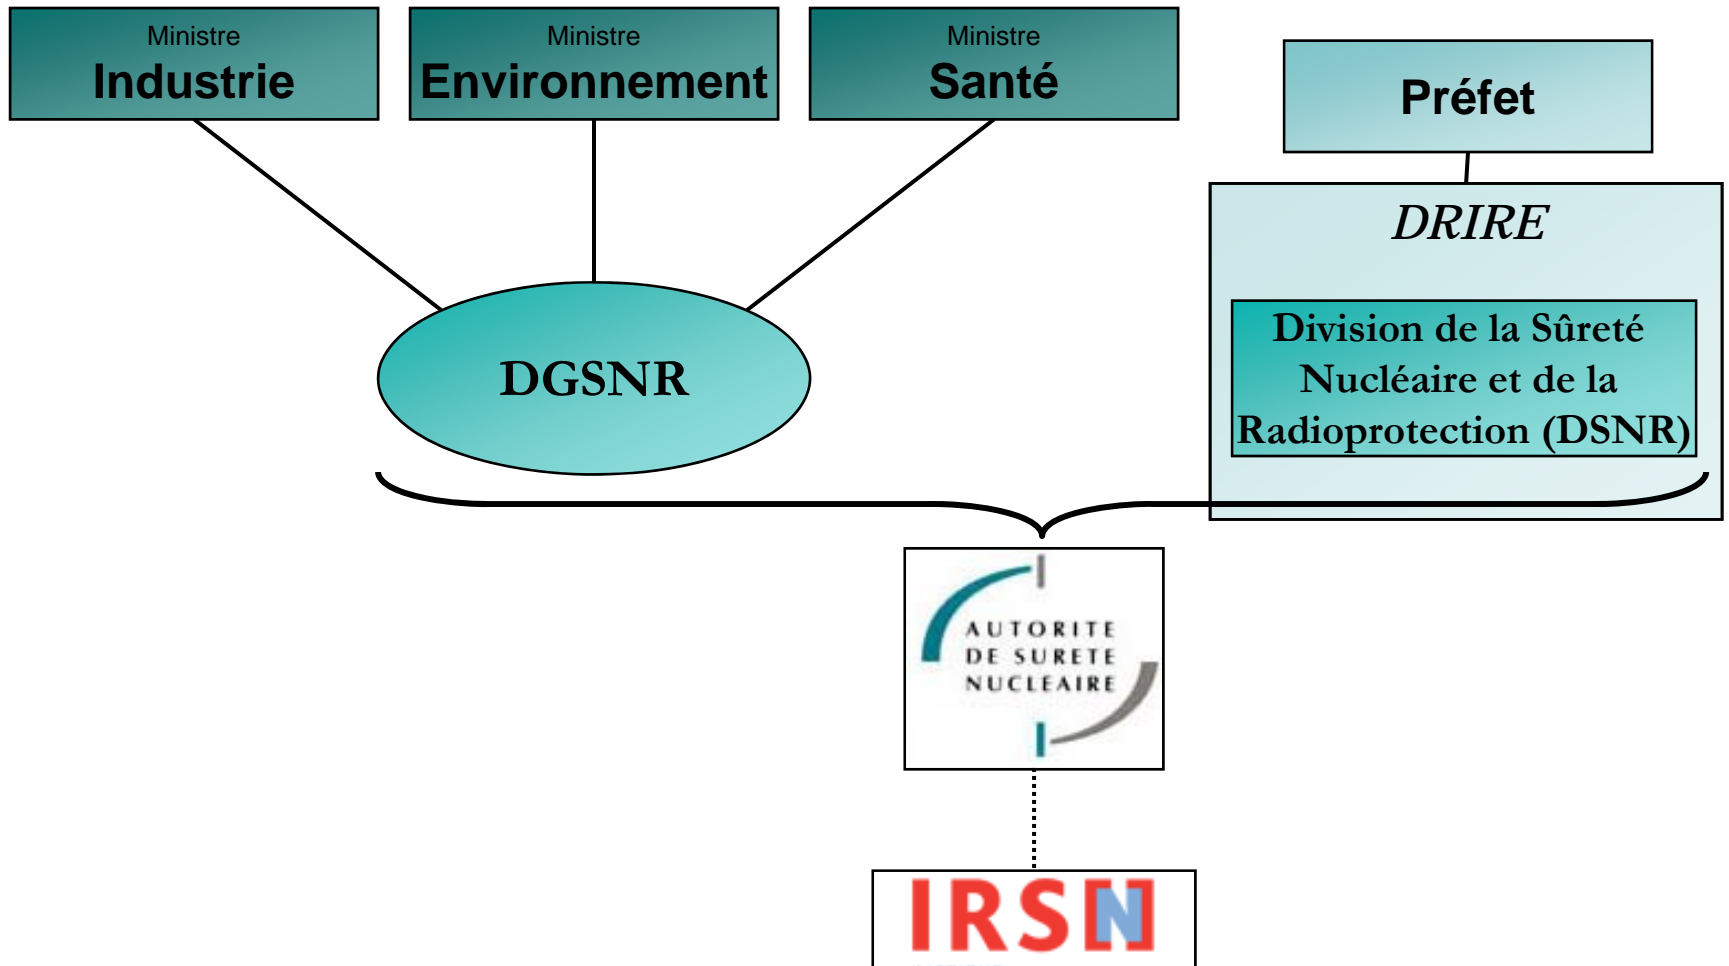 Ministre
Industrie
Ministre
Environnement
Ministre
Santé
Préfet
DRIRE
DGSNR
Division de la Sûreté
Nucléaire et de la
Radioprotection (DSNR)
AUTORITE
DE SURETE
NUCLEAIRE
IRSN